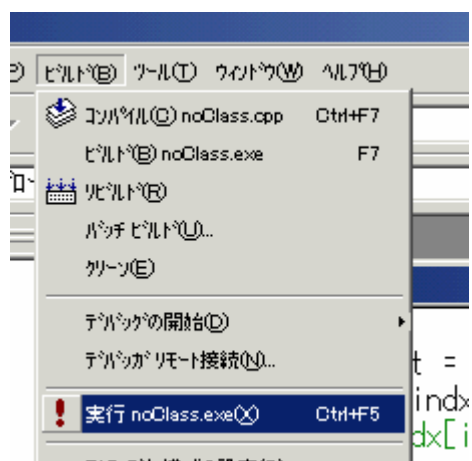 ﾋﾞﾙﾄﾞ(B) ﾂｰﾙ(T) ｳｨﾝﾄﾞｳ(W) ﾍﾙﾌﾟ(H)
ｺﾝﾊﾟｲﾙ(C) noClass.cpp Ctrl+F7
ﾋﾞﾙﾄﾞ(B) noClass.exe F7
ﾘﾋﾞﾙﾄﾞ(R)
ﾊﾞｯﾁ ﾋﾞﾙﾄﾞ(U)...
ｸﾘｰﾝ(E)
ﾃﾞﾊﾞｯｸﾞの開始(D)
ﾃﾞﾊﾞｯｶﾞ ﾘﾓｰﾄ接続(N)...
t =
実行 noClass.exe(X) Ctrl+F5
indx
dx[i